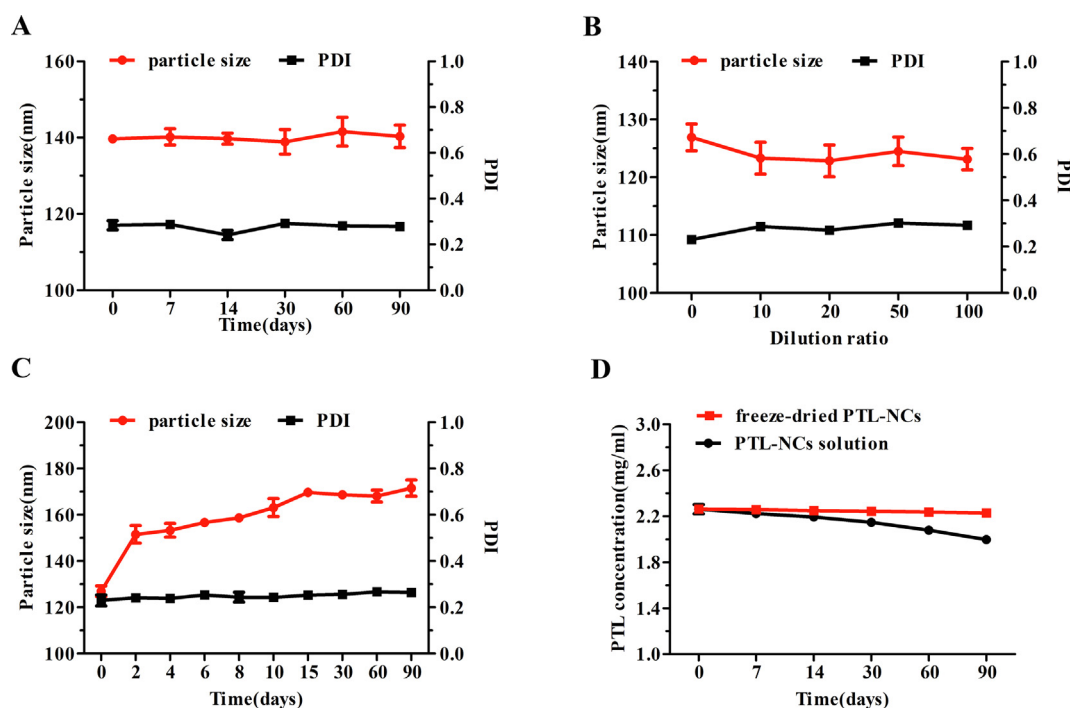 A
particle size PDI
160
140
120
100
1.0
0.8
0.6
0.4
0.2
0.0
Particle size(nm)
PDI
0 7 14 30 60 90
Time(days)
B
particle size PDI
140
130
120
110
100
1.0
0.8
0.6
0.4
0.2
0.0
Particle size(nm)
PDI
0 10 20 50 100
Dilution ratio
C
particle size PDI
200
180
160
140
120
100
1.0
0.8
0.6
0.4
0.2
0.0
Particle size(nm)
PDI
0 2 4 6 8 10 15 30 60 90
Time(days)
D
freeze-dried PTL-NCs
PTL-NCs solution
3.0
2.6
2.2
1.8
1.4
1.0
PTL concentration(mg/ml)
0 7 14 30 60 90
Time(days)